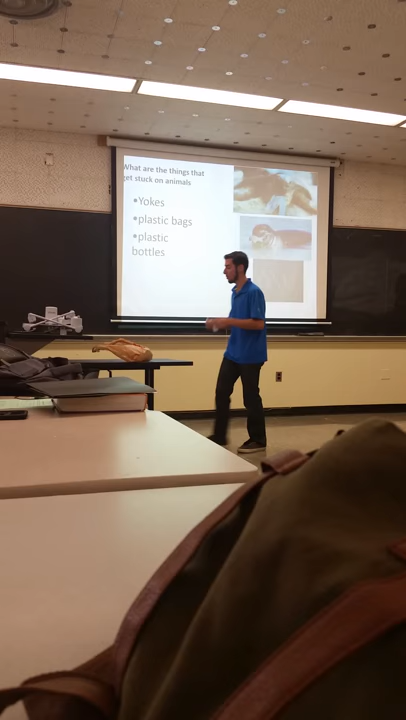 What are the things that
get stuck on animals
•Yokes
•plastic bags
•plastic
bottles